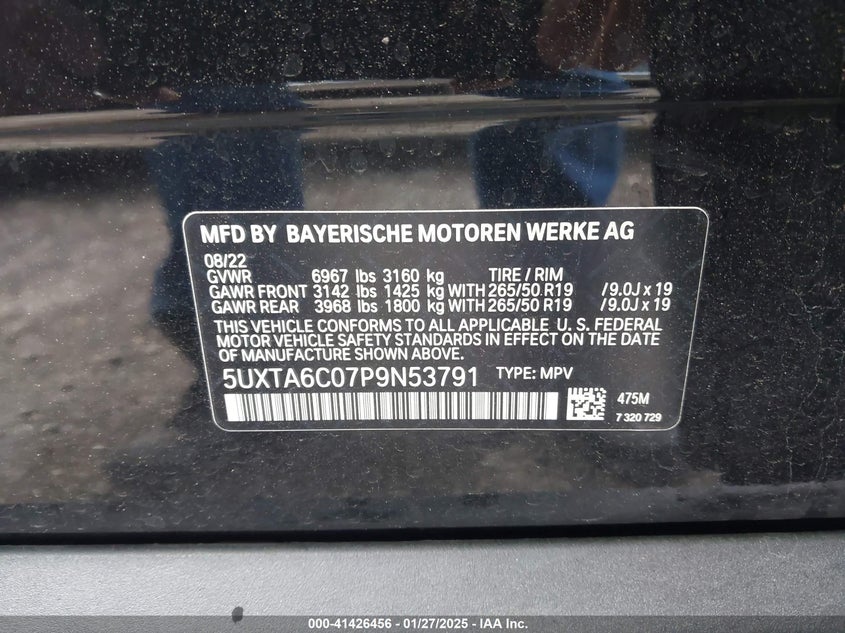 MFD BY BAYERISCHE MOTOREN WERKE AG
08/22
GVWR 6967 lbs 3160 kg TIRE / RIM
GAWR FRONT 3142 lbs 1425 kg WITH 265/50 R19 /9.0J x 19
GAWR REAR 3968 lbs 1800 kg WITH 265/50 R19 /9.0J x 19
THIS VEHICLE CONFORMS TO ALL APPLICABLE U. S. FEDERAL
MOTOR VEHICLE SAFETY STANDARDS IN EFFECT ON THE DATE
OF MANUFACTURE SHOWN ABOVE.
5UXTA6C07P9N53791 TYPE: MPV
475M
7 320 729
000-41426456 - 01/27/2025 - IAA Inc.